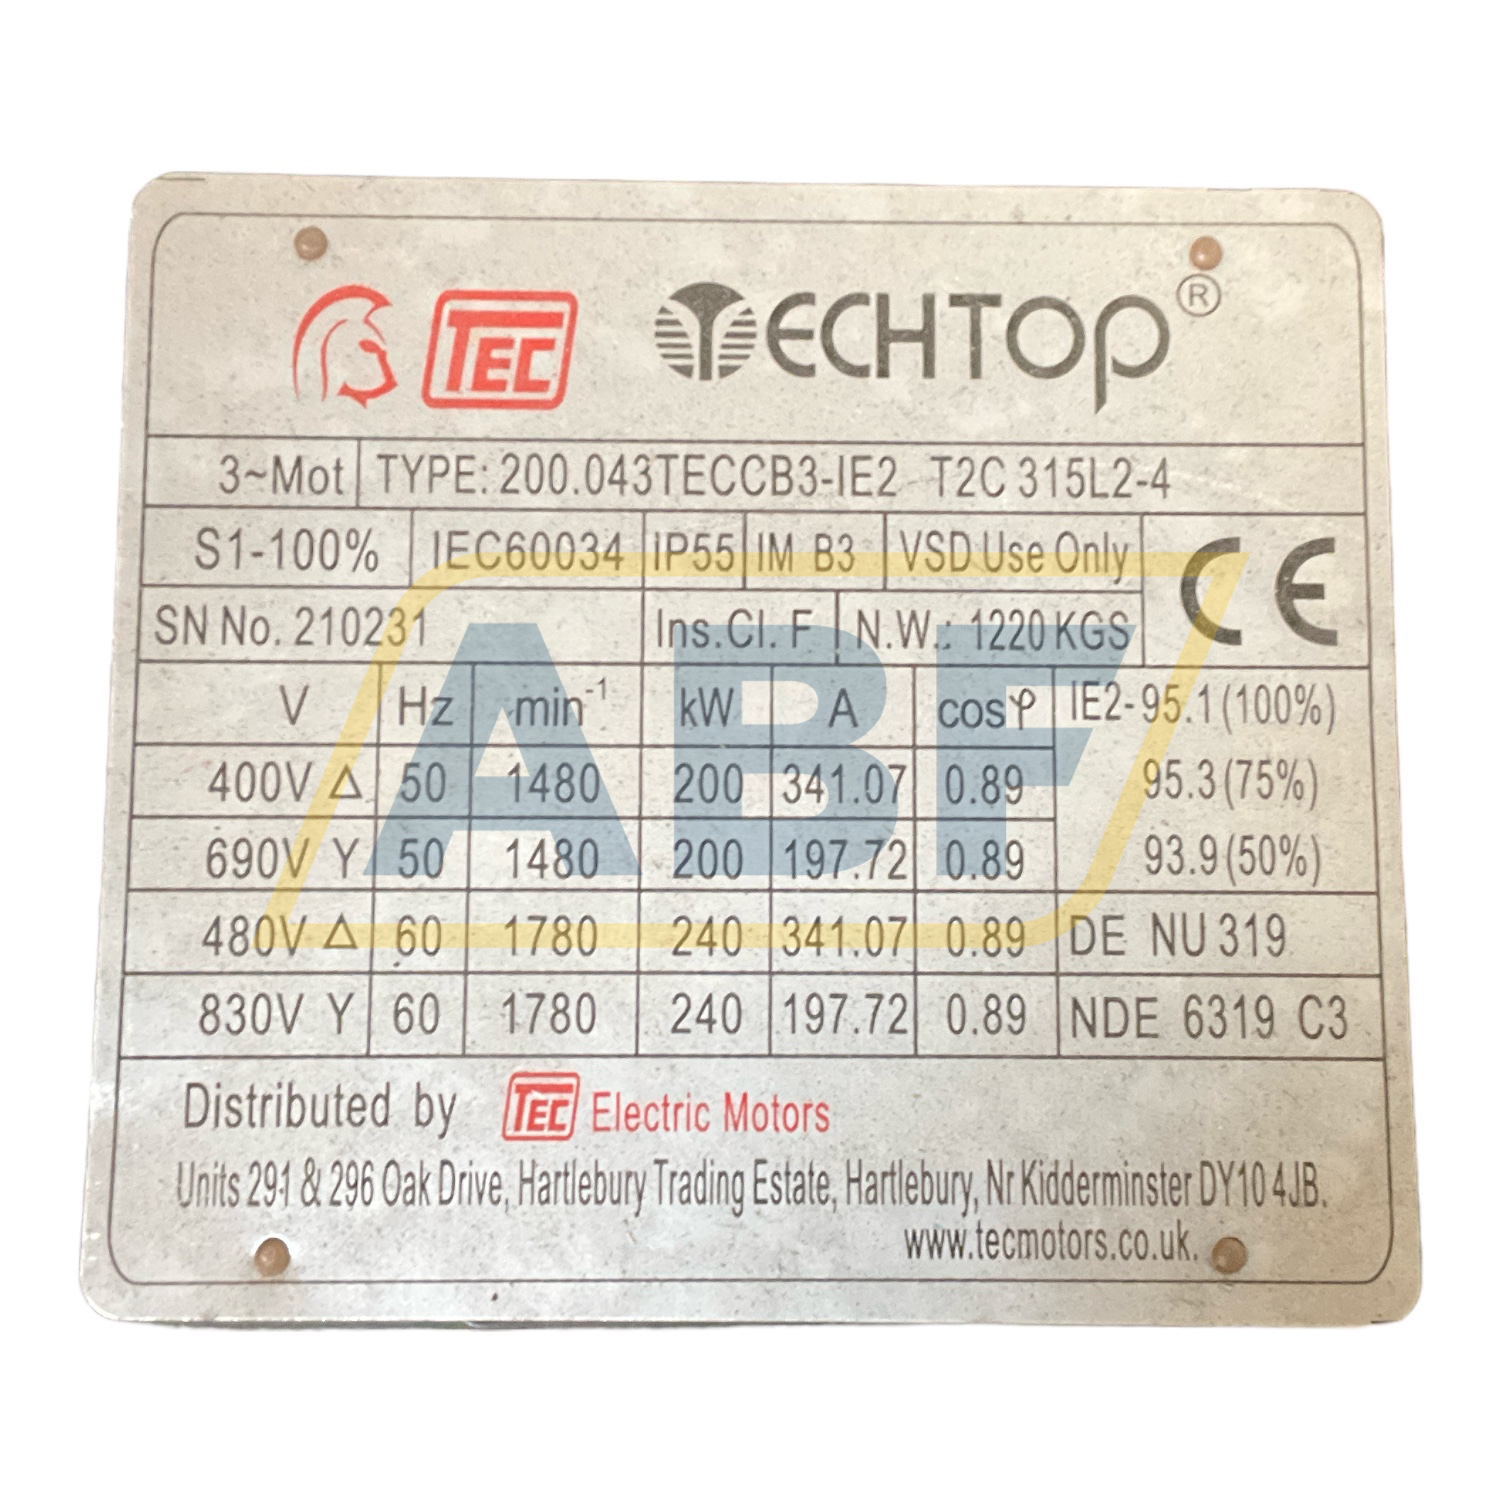 TEC TECHTOP®
3~Mot TYPE: 200.043TECCB3-IE2 T2C 315L2-4
S1-100% IEC60034 IP55 IM B3 VSD Use Only CE
SN No. 210231 Ins.Cl. F N.W.: 1220 KGS
V Hz min⁻¹ kW A cosφ IE2-95.1 (100%)
400V Δ 50 1480 200 341.07 0.89 95.3 (75%)
690V Y 50 1480 200 197.72 0.89 93.9 (50%)
480V Δ 60 1780 240 341.07 0.89 DE NU 319
830V Y 60 1780 240 197.72 0.89 NDE 6319 C3
ABF
Distributed by TEC Electric Motors
Units 291 & 296 Oak Drive, Hartlebury Trading Estate, Hartlebury, Nr Kidderminster DY10 4JB.
www.tecmotors.co.uk.